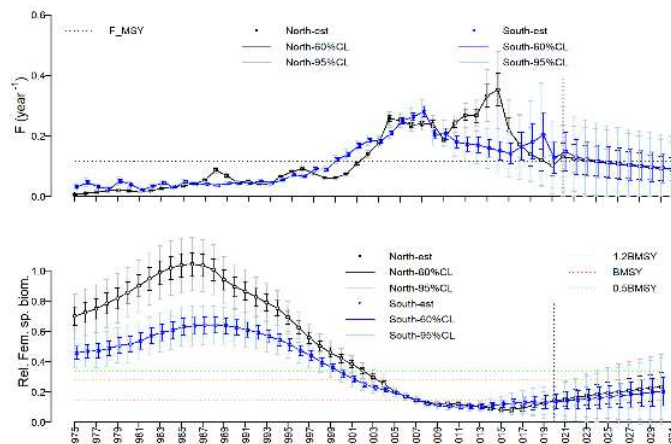 F_MSY
North-est
North-60%CL
North-95%CL
South-est
South-60%CL
South-95%CL
F (year⁻¹)
0.6
0.4
0.2
0.0
North-est
North-60%CL
North-95%CL
South-est
South-60%CL
South-95%CL
1.2BMSY
BMSY
0.5BMSY
Rel. Fem. sp. biom.
1.0
0.8
0.6
0.4
0.2
0.0
975 977 979 981 983 985 987 989 991 993 995 997 999 001 003 005 007 009 011 013 015 017 019 021 023 025 027 029